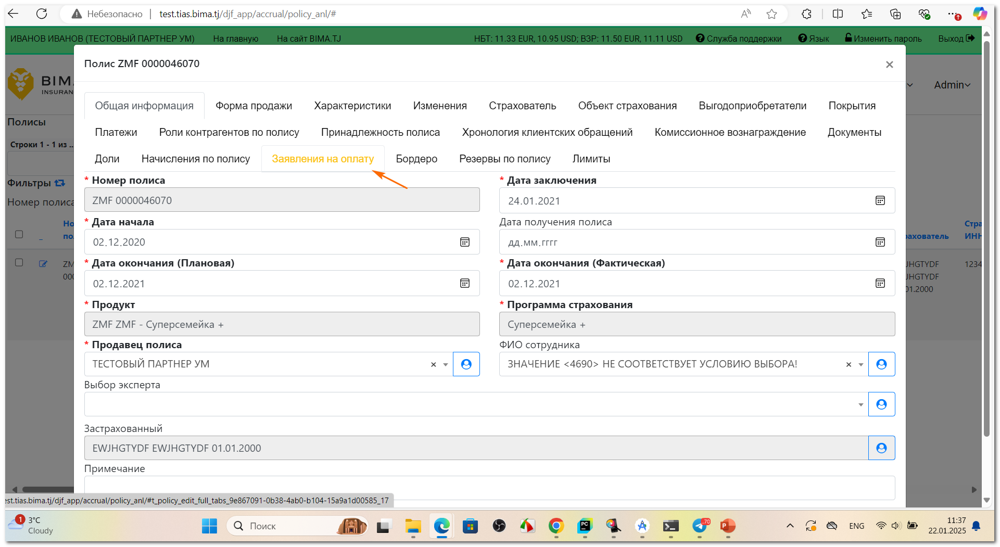 Небезопасно | test.tias.bima.tj/djf_app/accrual/policy_anl/#
ИВАНОВ ИВАНОВ (ТЕСТОВЫЙ ПАРТНЕР УМ) На главную На сайт BIMA.TJ НБТ: 11.33 EUR, 10.95 USD; ВЗР: 11.50 EUR, 11.11 USD Служба поддержки Язык Изменить пароль Выход
Полис ZMF 0000046070 ×
BIMA
INSURAN
Admin
Общая информация Форма продажи Характеристики Изменения Страхователь Объект страхования Выгодоприобретатели Покрытия
Полисы
Платежи Роли контрагентов по полису Принадлежность полиса Хронология клиентских обращений Комиссионное вознаграждение Документы
Строки 1 - 1 из ...
Доли Начисления по полису Заявления на оплату Бордеро Резервы по полису Лимиты
Фильтры
* Номер полиса * Дата заключения
ZMF 0000046070 24.01.2021
Номер полиса
* Дата начала Дата получения полиса
Но
по.
рахователь
Стра
ИНН
02.12.2020 дд.мм.гггг
* Дата окончания (Плановая) * Дата окончания (Фактическая)
ZM
000
JHGTYDF
JHGTYDF
01.2000
1234
02.12.2021 02.12.2021
* Продукт * Программа страхования
ZMF ZMF - Суперсемейка + Суперсемейка +
* Продавец полиса ФИО сотрудника
ТЕСТОВЫЙ ПАРТНЕР УМ × ЗНАЧЕНИЕ <4690> НЕ СООТВЕТСТВУЕТ УСЛОВИЮ ВЫБОРА! ×
Выбор эксперта
Застрахованный
EWJHGTYDF EWJHGTYDF 01.01.2000
Примечание
est.tias.bima.tj/djf_app/accrual/policy_anl/#t_policy_edit_full_tabs_9e867091-0b38-4ab0-b104-15a9a1d00585_17
1 3°C
Cloudy
Поиск
PC
70
P
ENG
11:37
22.01.2025